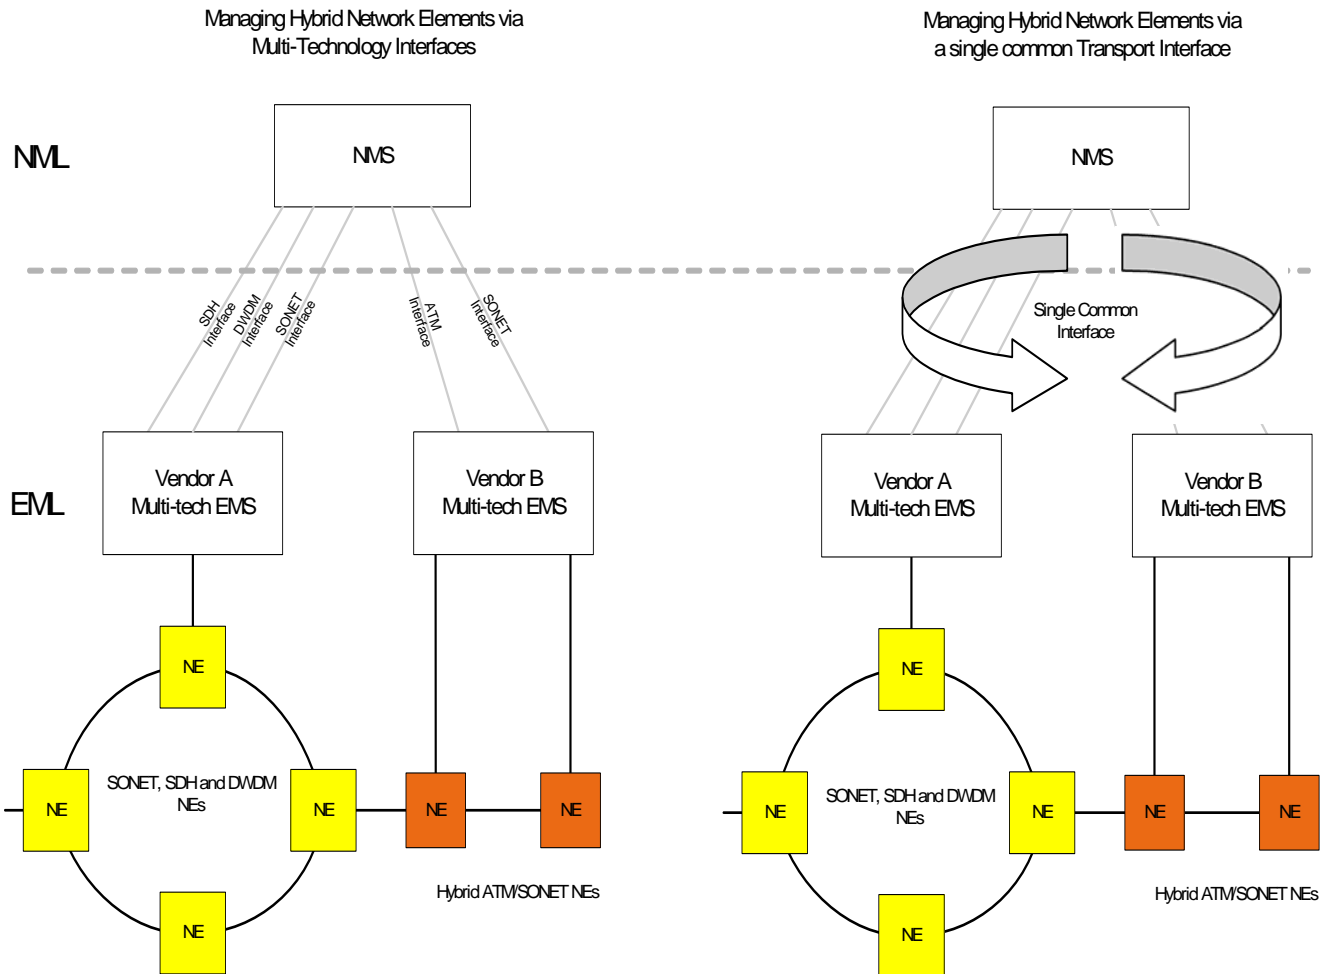 Managing Hybrid Network Elements via
Multi-Technology Interfaces
Managing Hybrid Network Elements via
a single common Transport Interface
NML
NMS
NMS
SDH
Interface
DWDM
Interface
SONET
Interface
ATM
Interface
SONET
Interface
Single Common
Interface
EML
Vendor A
Multi-tech EMS
Vendor B
Multi-tech EMS
Vendor A
Multi-tech EMS
Vendor B
Multi-tech EMS
NE
NE
SONET, SDH and DWDM
NEs
NE
NE
NE
NE
NE
NE
SONET, SDH and DWDM
NEs
NE
NE
NE
NE
Hybrid ATM/SONET NEs
Hybrid ATM/SONET NEs